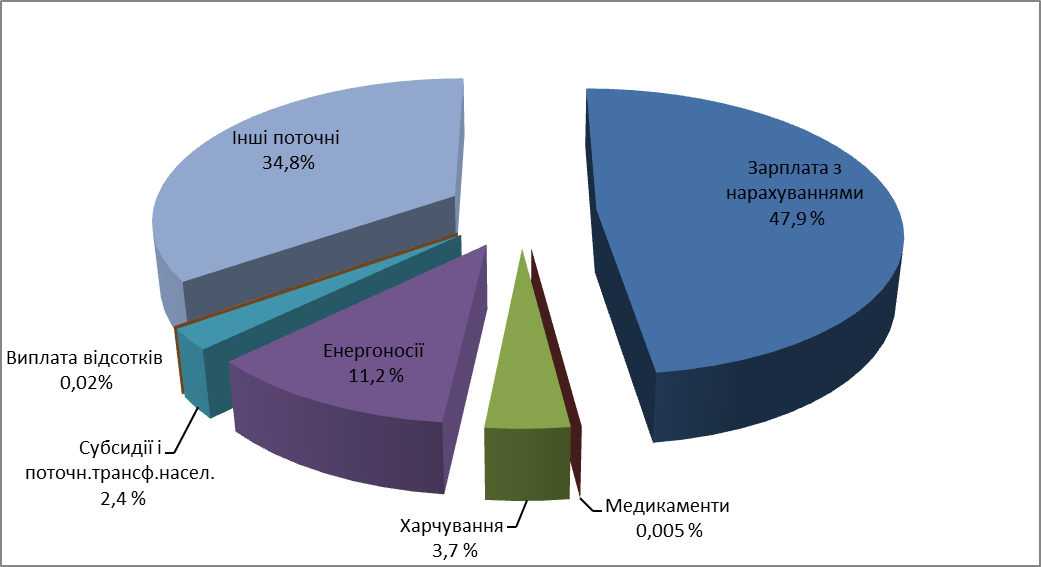 Інші поточні
34,8%
Зарплата з
нарахуваннями
47,9 %
Виплата відсотків
0,02%
Енергоносії
11,2 %
Субсидії і
поточн.трансф.насел.
2,4 %
Харчування
3,7 %
Медикаменти
0,005 %